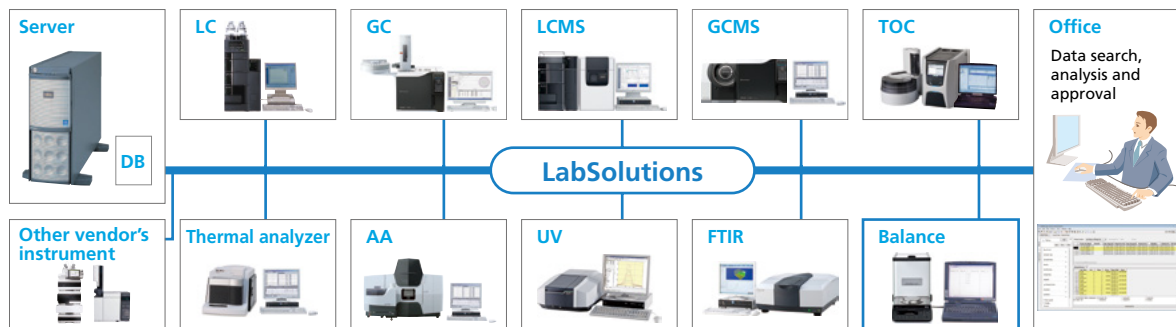 Server
DB
LC
GC
LCMS
GCMS
TOC
Office
Data search,
analysis and
approval
LabSolutions
Other vendor’s
instrument
Thermal analyzer
AA
UV
FTIR
Balance